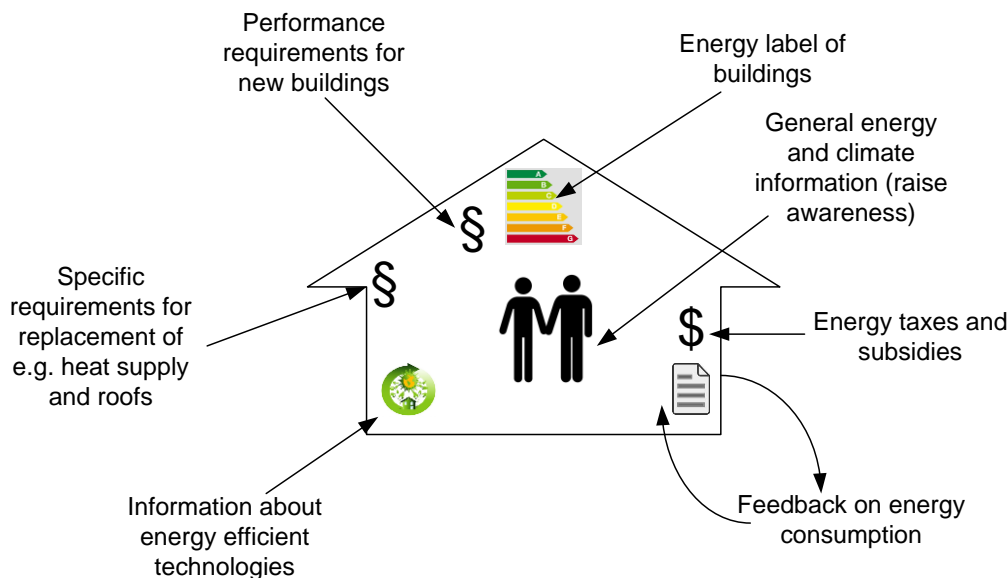 Performance
requirements for
new buildings
Energy label of
buildings
General energy
and climate
information (raise
awareness)
A
B
C
D
E
F
G
§
§
Specific
requirements for
replacement of
e.g. heat supply
and roofs
$
Energy taxes and
subsidies
Information about
energy efficient
technologies
Feedback on energy
consumption